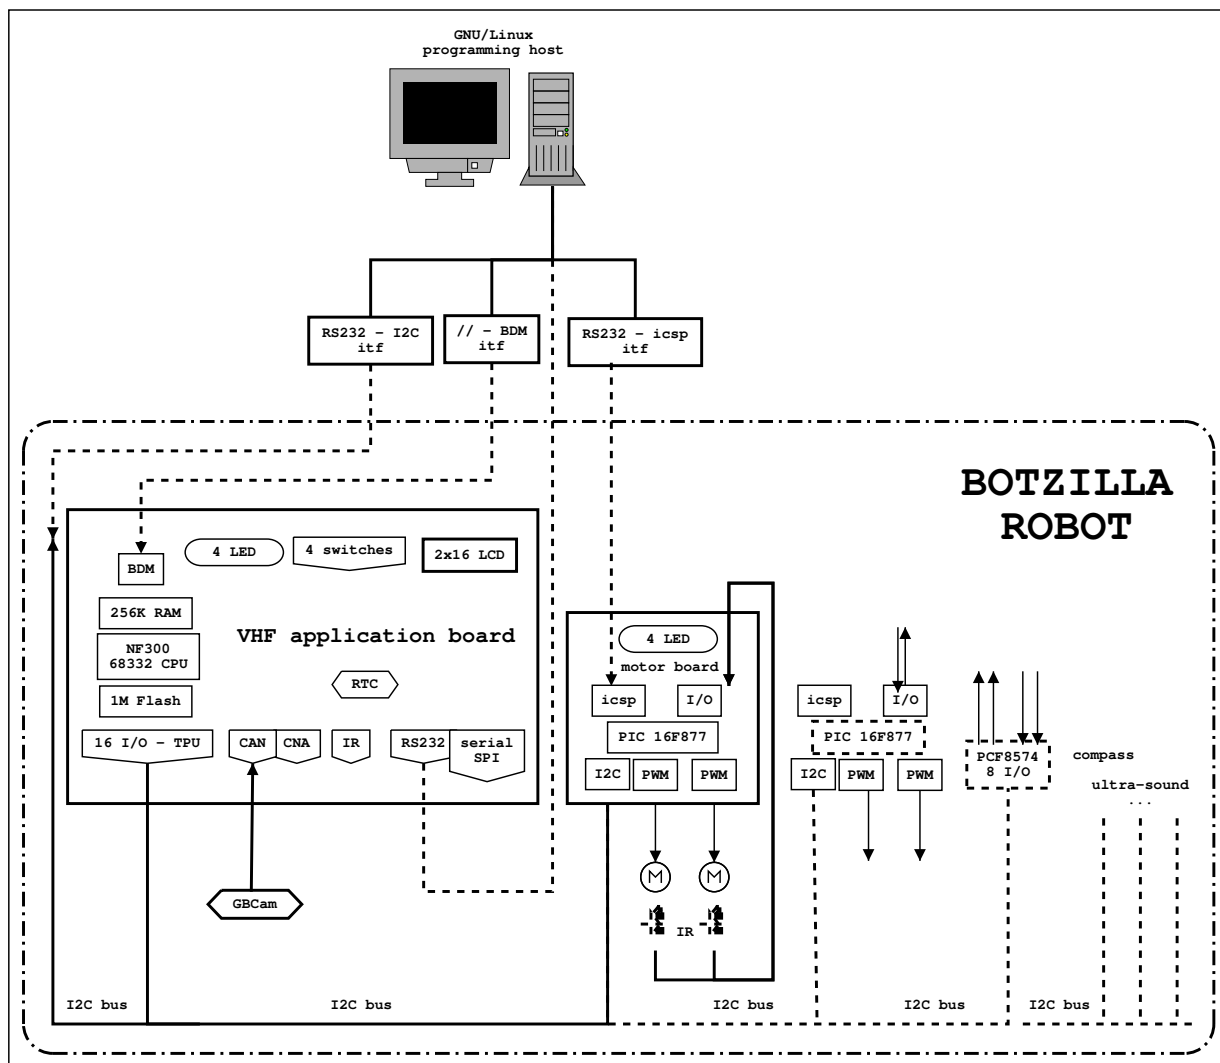 GNU/Linux
programming host
RS232 – I2C
itf
// – BDM
itf
RS232 – icsp
itf
BOTZILLA
ROBOT
4 LED
4 switches
2x16 LCD
BDM
256K RAM
NF300
68332 CPU
1M Flash
VHF application board
RTC
16 I/O – TPU
CAN
CNA
IR
RS232
serial
SPI
GBCam
4 LED
motor board
icsp
I/O
PIC 16F877
I2C
PWM
PWM
M
M
IR
icsp
I/O
PIC 16F877
I2C
PWM
PWM
PCF8574
8 I/O
compass
ultra-sound
...
I2C bus
I2C bus
I2C bus
I2C bus
I2C bus